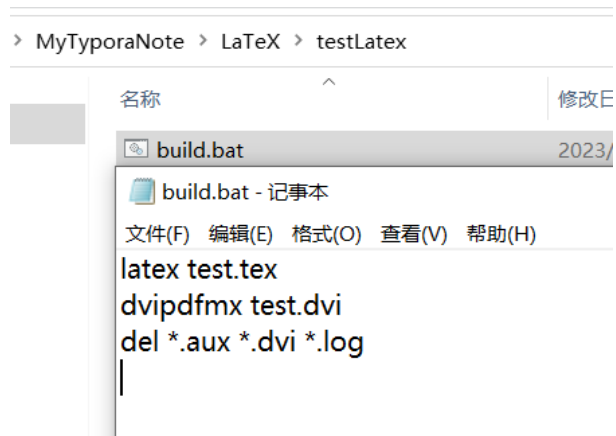 > MyTyporaNote > LaTeX > testLatex
名称 修改日
build.bat 2023/
build.bat - 记事本
文件(F) 编辑(E) 格式(O) 查看(V) 帮助(H)
latex test.tex
dvipdfmx test.dvi
del *.aux *.dvi *.log